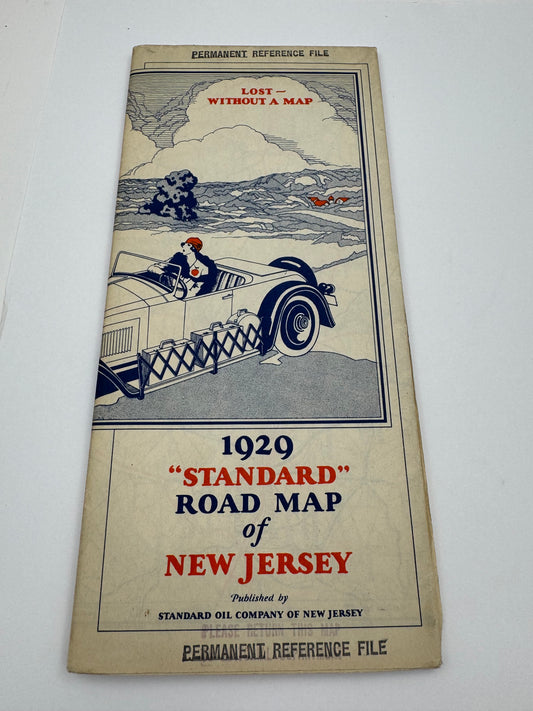 PERMANENT REFERENCE FILE
LOST—
WITHOUT A MAP
1929
“STANDARD”
ROAD MAP
of
NEW JERSEY
Published by
STANDARD OIL COMPANY OF NEW JERSEY
PLEASE RETURN THIS MAP
PERMANENT REFERENCE FILE